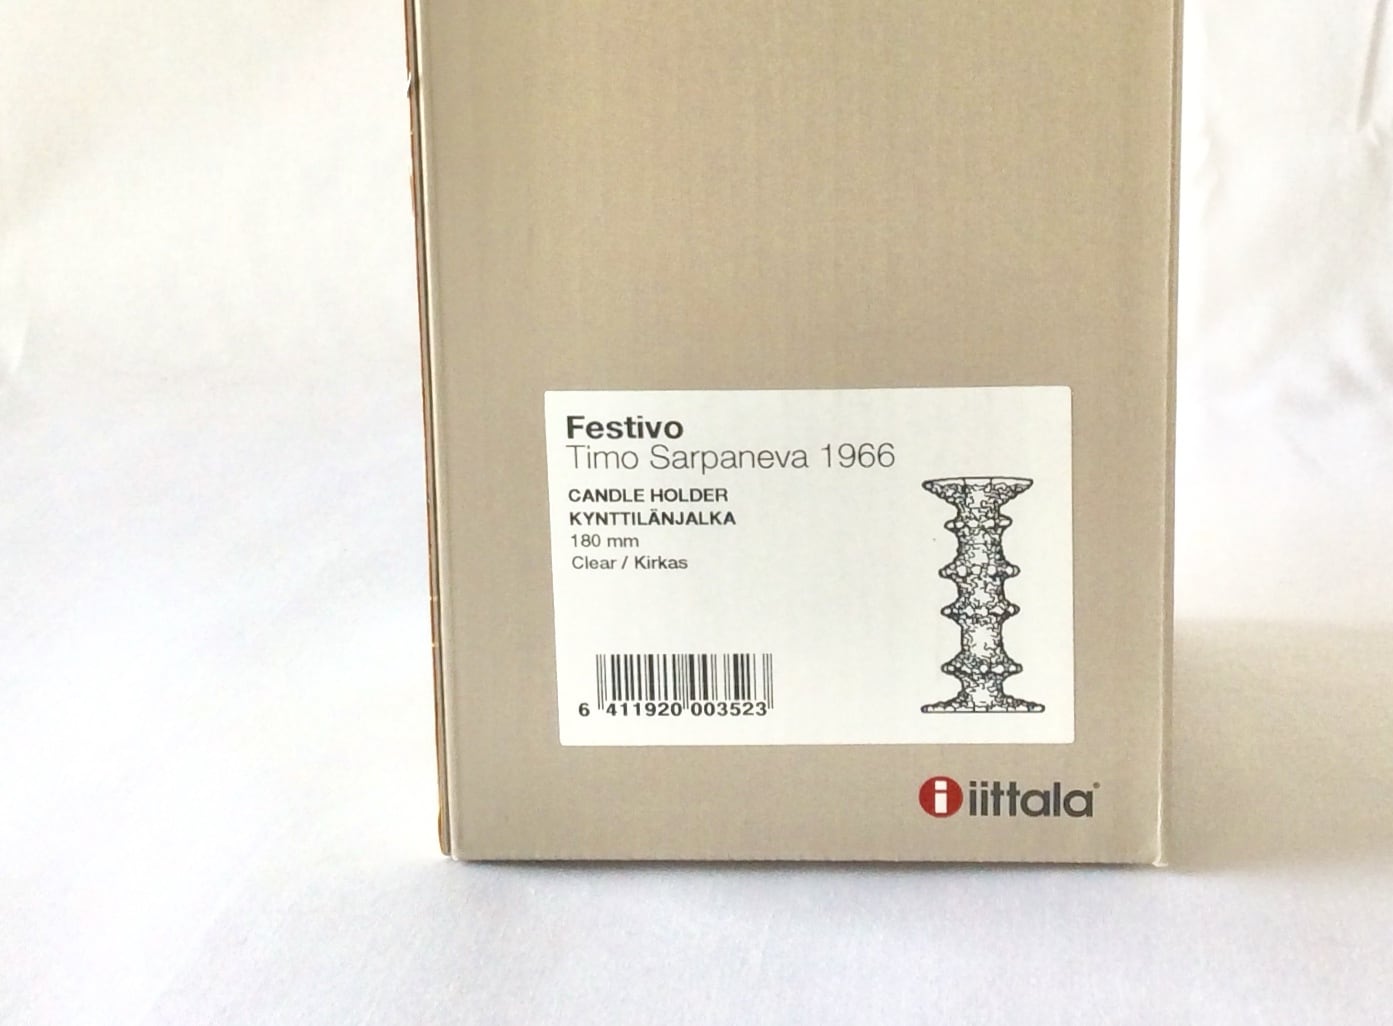 Festivo
Timo Sarpaneva 1966
CANDLE HOLDER
KYNTTILÄNJALKA
180 mm
Clear / Kirkas
6 411920 003523
i iittala®